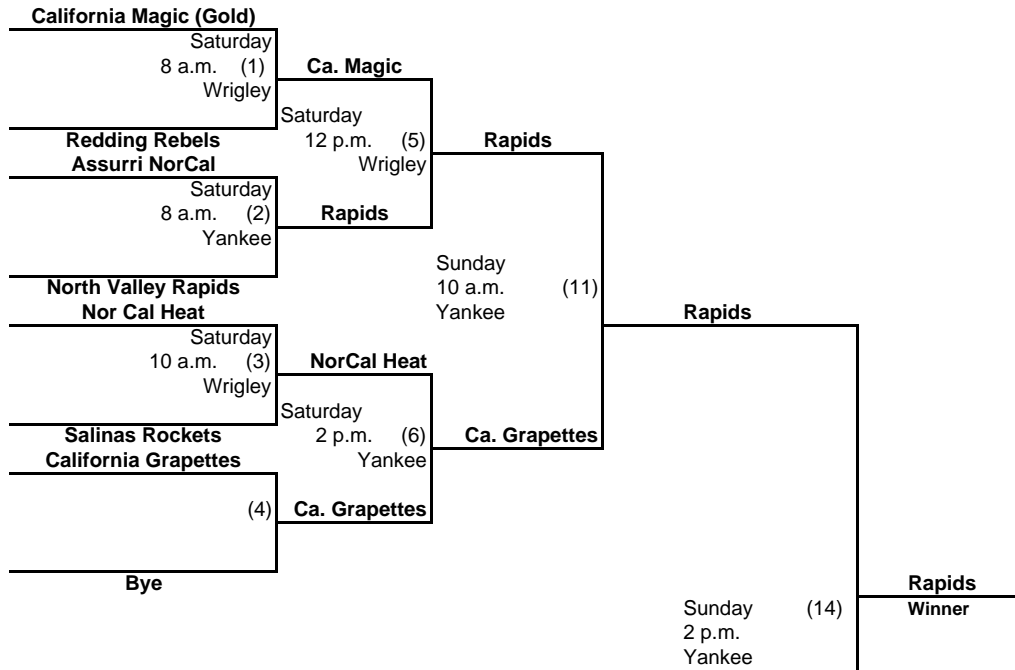 California Magic (Gold)
Saturday
8 a.m. (1)
Ca. Magic
Wrigley
Saturday
Redding Rebels
12 p.m. (5)
Rapids
Assurri NorCal
Wrigley
Saturday
8 a.m. (2)
Rapids
Yankee
Sunday
North Valley Rapids
10 a.m. (11)
Nor Cal Heat
Yankee
Rapids
Saturday
10 a.m. (3)
NorCal Heat
Wrigley
Saturday
Salinas Rockets
2 p.m. (6)
Ca. Grapettes
California Grapettes
Yankee
(4)
Ca. Grapettes
Bye
Rapids
Sunday (14)
Winner
2 p.m.
Yankee